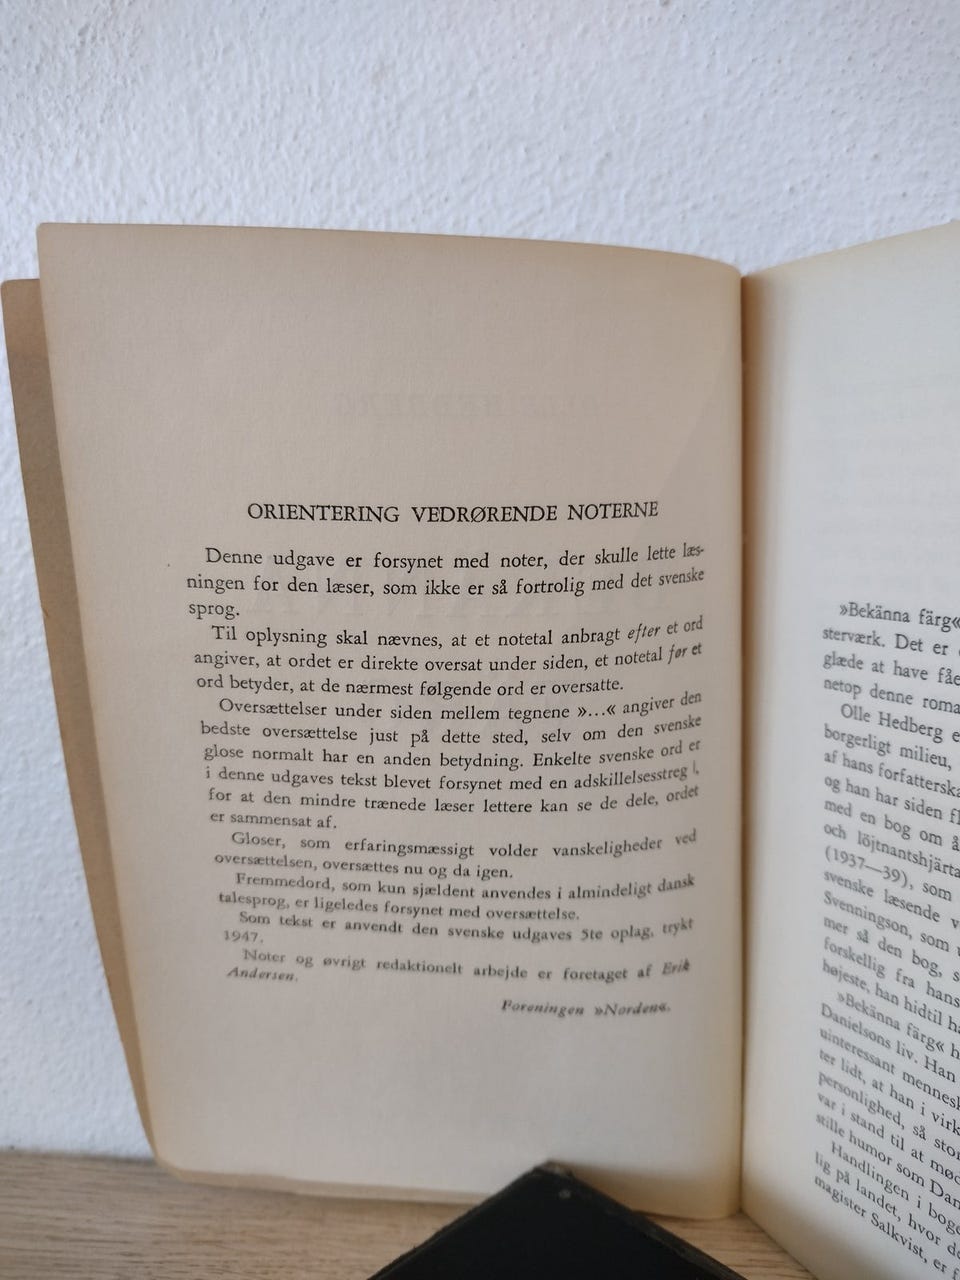 ORIENTERING VEDRØRENDE NOTERNE
Denne udgave er forsynet med noter, der skulle lette læs-
ningen for den læser, som ikke er så fortrolig med det svenske
sprog.
Til oplysning skal nævnes, at et notetal anbragt efter et ord
angiver, at ordet er direkte oversat under siden, et notetal før et
ord betyder, at de nærmest følgende ord er oversatte.
Oversættelser under siden mellem tegnene »...« angiver den
bedste oversættelse just på dette sted, selv om den svenske
glose normalt har en anden betydning. Enkelte svenske ord er
i denne udgaves tekst blevet forsynet med en adskillelsesstreg |,
for at den mindre trænede læser lettere kan se de dele, ordet
er sammensat af.
Gloser, som erfaringsmæssigt volder vanskeligheder ved
oversættelsen, oversættes nu og da igen.
Fremmedord, som kun sjældent anvendes i almindeligt dansk
talesprog, er ligeledes forsynet med oversættelse.
Som tekst er anvendt den svenske udgaves 5te oplag, trykt
1947.
Noter og øvrigt redaktionelt arbejde er foretaget af Erik
Andersen.
Foreningen »Norden«.
»Bekänna färg«
sterværk. Det er
glæde at have fåe
netop denne roma
Olle Hedberg e
borgerligt milieu,
af hans forfatterska
og han har siden fl
med en bog om å
och löjtnantshjärta
(1937—39), som
svenske læsende v
Svenningson, som
mer så den bog, s
forskellig fra hans
højeste, han hidtil ha
»Bekänna färg« h
Danielsons liv. Han
uinteressant mennesk
ter lidt, at han i virk
personlighed, så stor
var i stand til at mød
stille humor som Dan
Handlingen i boge
lig på landet, hvor de
magister Salkvist, er f